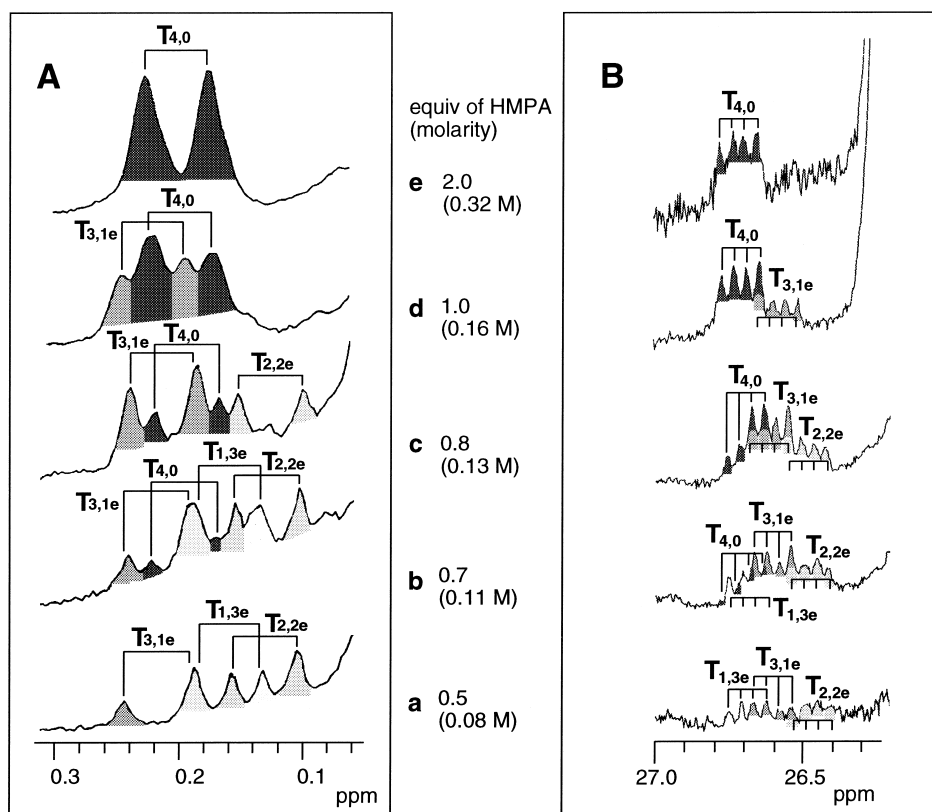 A
T4,0
T4,0
T3,1e
T3,1e
T4,0
T2,2e
T1,3e
T4,0
T2,2e
T3,1e
T1,3e
T3,1e
T2,2e
0.3
0.2
0.1
ppm
equiv of HMPA
(molarity)
e 2.0
(0.32 M)
d 1.0
(0.16 M)
c 0.8
(0.13 M)
b 0.7
(0.11 M)
a 0.5
(0.08 M)
B
T4,0
T4,0
T3,1e
T4,0
T3,1e
T2,2e
T3,1e
T4,0
T2,2e
T1,3e
T3,1e
T1,3e
T2,2e
27.0
26.5
ppm